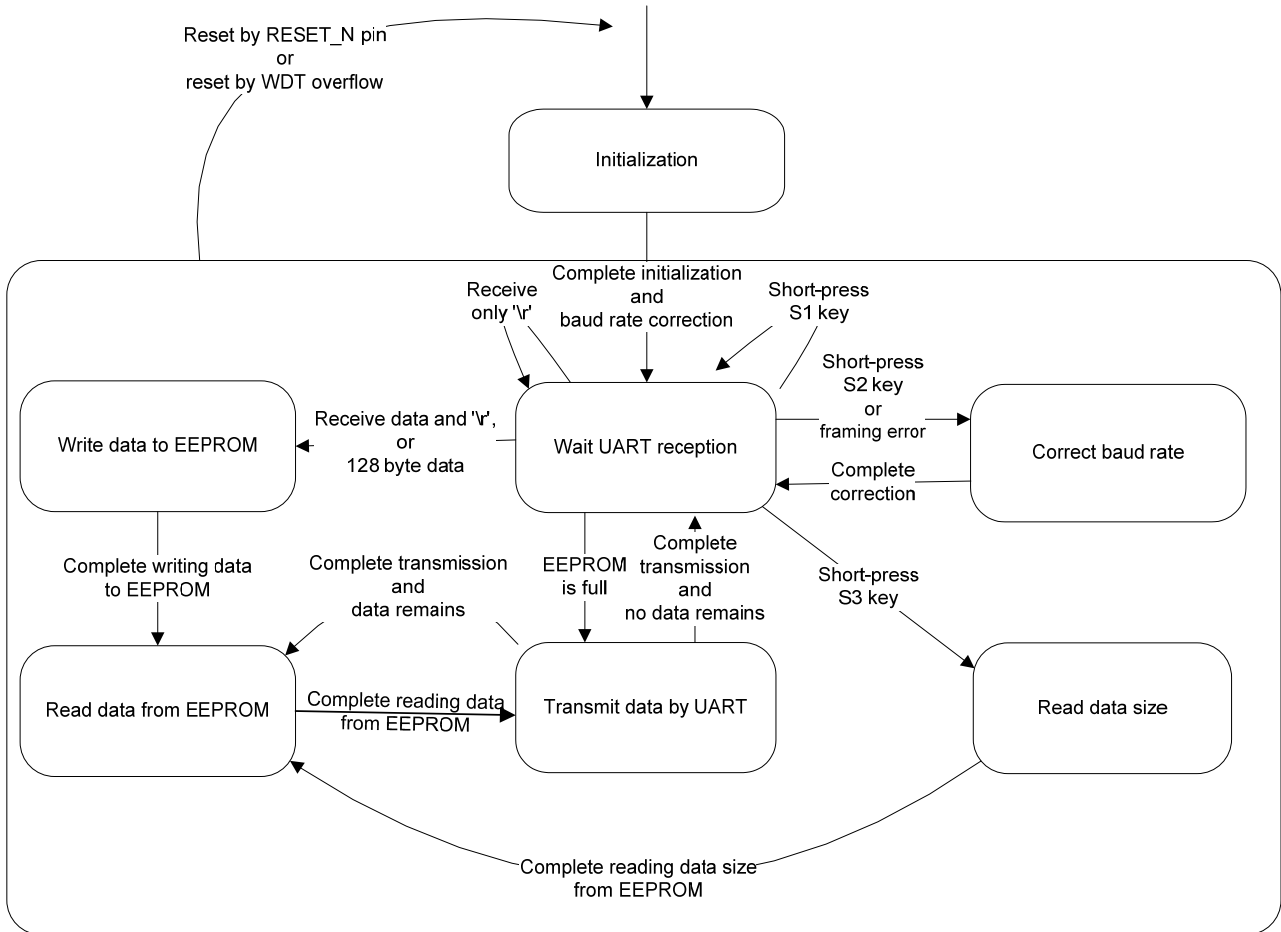 Reset by RESET_N pin
or
reset by WDT overflow
Initialization
Complete initialization
and
baud rate correction
Receive
only '\r'
Short-press
S1 key
Short-press
S2 key
or
framing error
Write data to EEPROM
Receive data and '\r',
or
128 byte data
Wait UART reception
Correct baud rate
Complete
correction
Complete writing data
to EEPROM
Complete transmission
and
data remains
EEPROM
is full
Complete
transmission
and
no data remains
Short-press
S3 key
Read data from EEPROM
Complete reading data
from EEPROM
Transmit data by UART
Read data size
Complete reading data size
from EEPROM